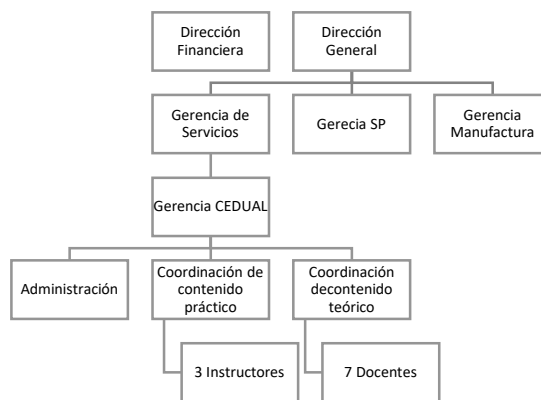 Dirección
Financiera
Dirección
General
Gerencia de
Servicios
Gerecia SP
Gerencia
Manufactura
Gerencia CEDUAL
Administración
Coordinación de
contenido
práctico
Coordinación
decontenido
teórico
3 Instructores
7 Docentes